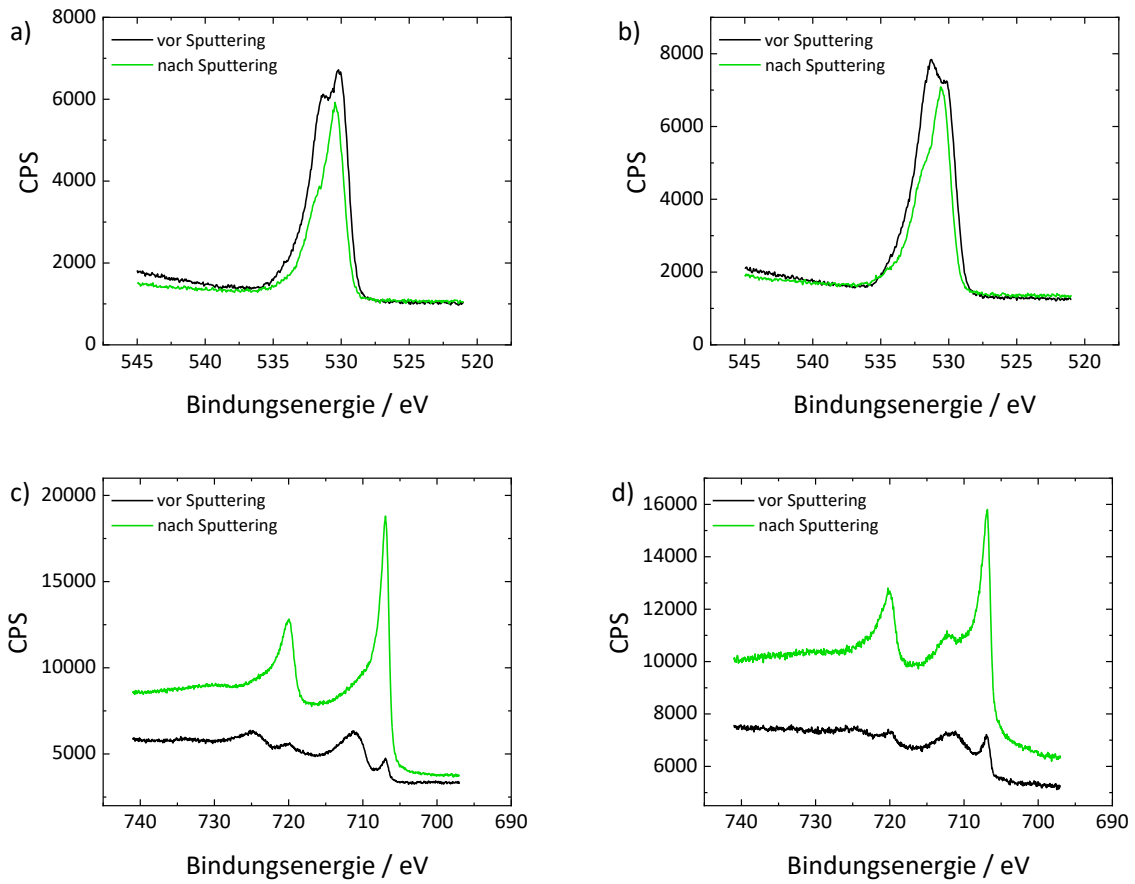 a)
8000
6000
4000
2000
0
CPS
vor Sputtering
nach Sputtering
545 540 535 530 525 520
Bindungsenergie / eV
b)
8000
6000
4000
2000
0
CPS
vor Sputtering
nach Sputtering
545 540 535 530 525 520
Bindungsenergie / eV
c)
20000
15000
10000
5000
CPS
vor Sputtering
nach Sputtering
740 730 720 710 700 690
Bindungsenergie / eV
d)
16000
14000
12000
10000
8000
6000
CPS
vor Sputtering
nach Sputtering
740 730 720 710 700 690
Bindungsenergie / eV